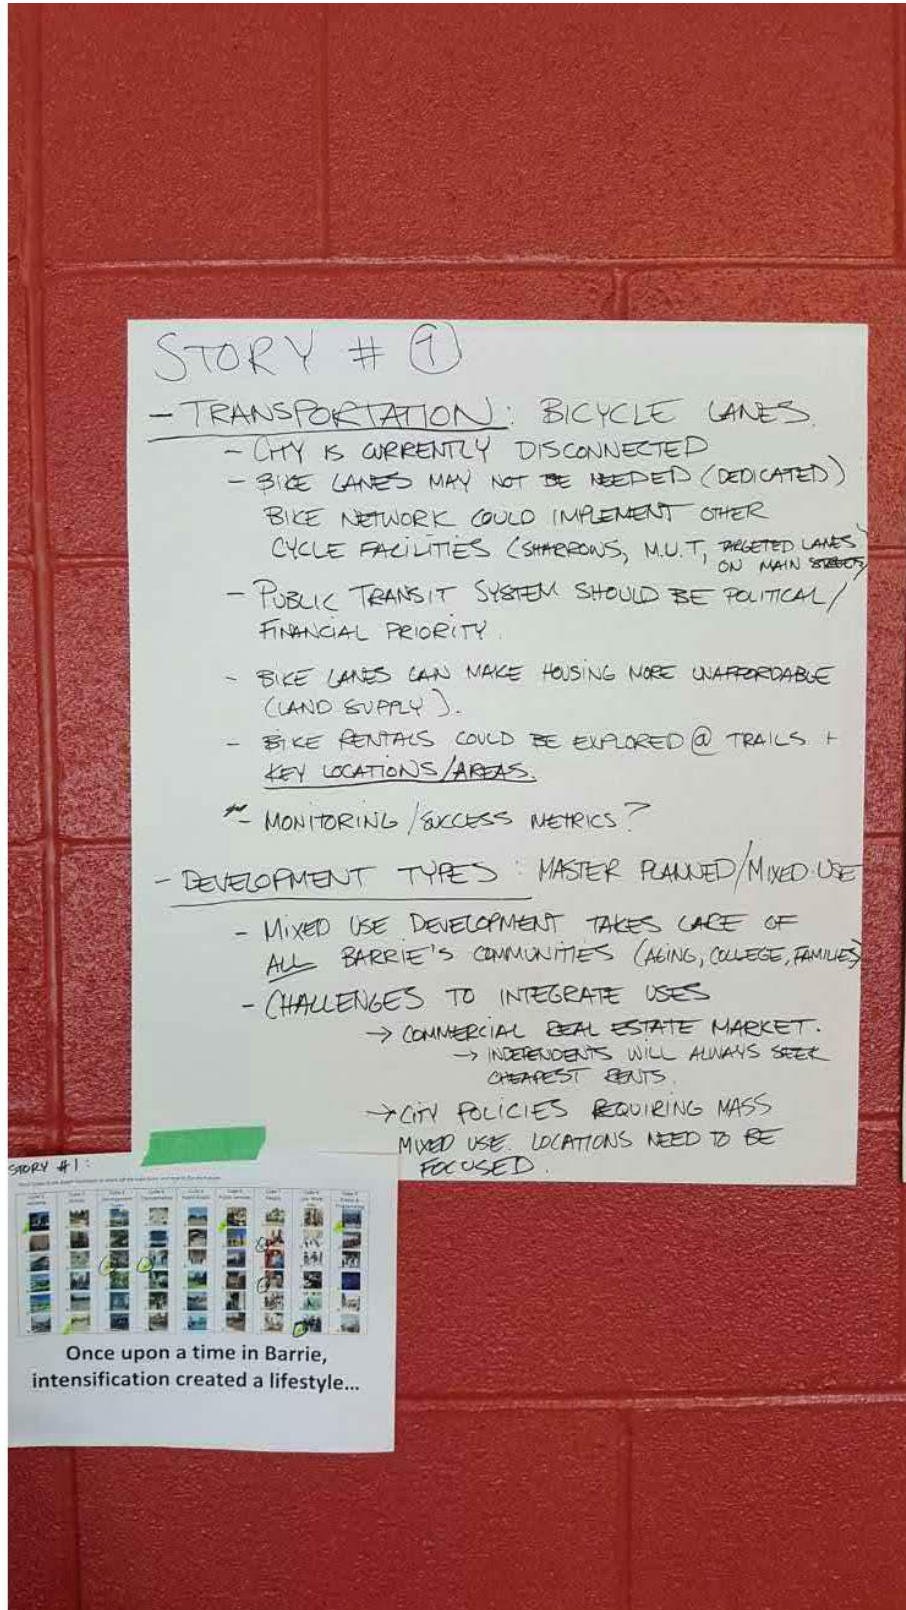 STORY # 1
- TRANSPORTATION: BICYCLE LANES
- CITY IS CURRENTLY DISCONNECTED
- BIKE LANES MAY NOT BE NEEDED (DEDICATED)
BIKE NETWORK COULD IMPLEMENT OTHER
CYCLE FACILITIES (SHARROWS, M.U.T, TARGETED LANES
ON MAIN STREETS)
- PUBLIC TRANSIT SYSTEM SHOULD BE POLITICAL/
FINANCIAL PRIORITY.
- BIKE LANES CAN MAKE HOUSING MORE UNAFFORDABLE
(LAND SUPPLY).
- BIKE RENTALS COULD BE EXPLORED @ TRAILS +
KEY LOCATIONS/AREAS.
- MONITORING/SUCCESS METRICS?
- DEVELOPMENT TYPES: MASTER PLANNED/MIXED USE
- MIXED USE DEVELOPMENT TAKES CARE OF
ALL BARRIE'S COMMUNITIES (AGING, COLLEGE, FAMILIES)
- CHALLENGES TO INTEGRATE USES
→ COMMERCIAL REAL ESTATE MARKET.
→ INDEPENDENTS WILL ALWAYS SEEK
CHEAPEST RENTS.
→ CITY POLICIES REQUIRING MASS
MIXED USE. LOCATIONS NEED TO BE
FOCUSED.
STORY #1:
Once upon a time in Barrie,
intensification created a lifestyle...